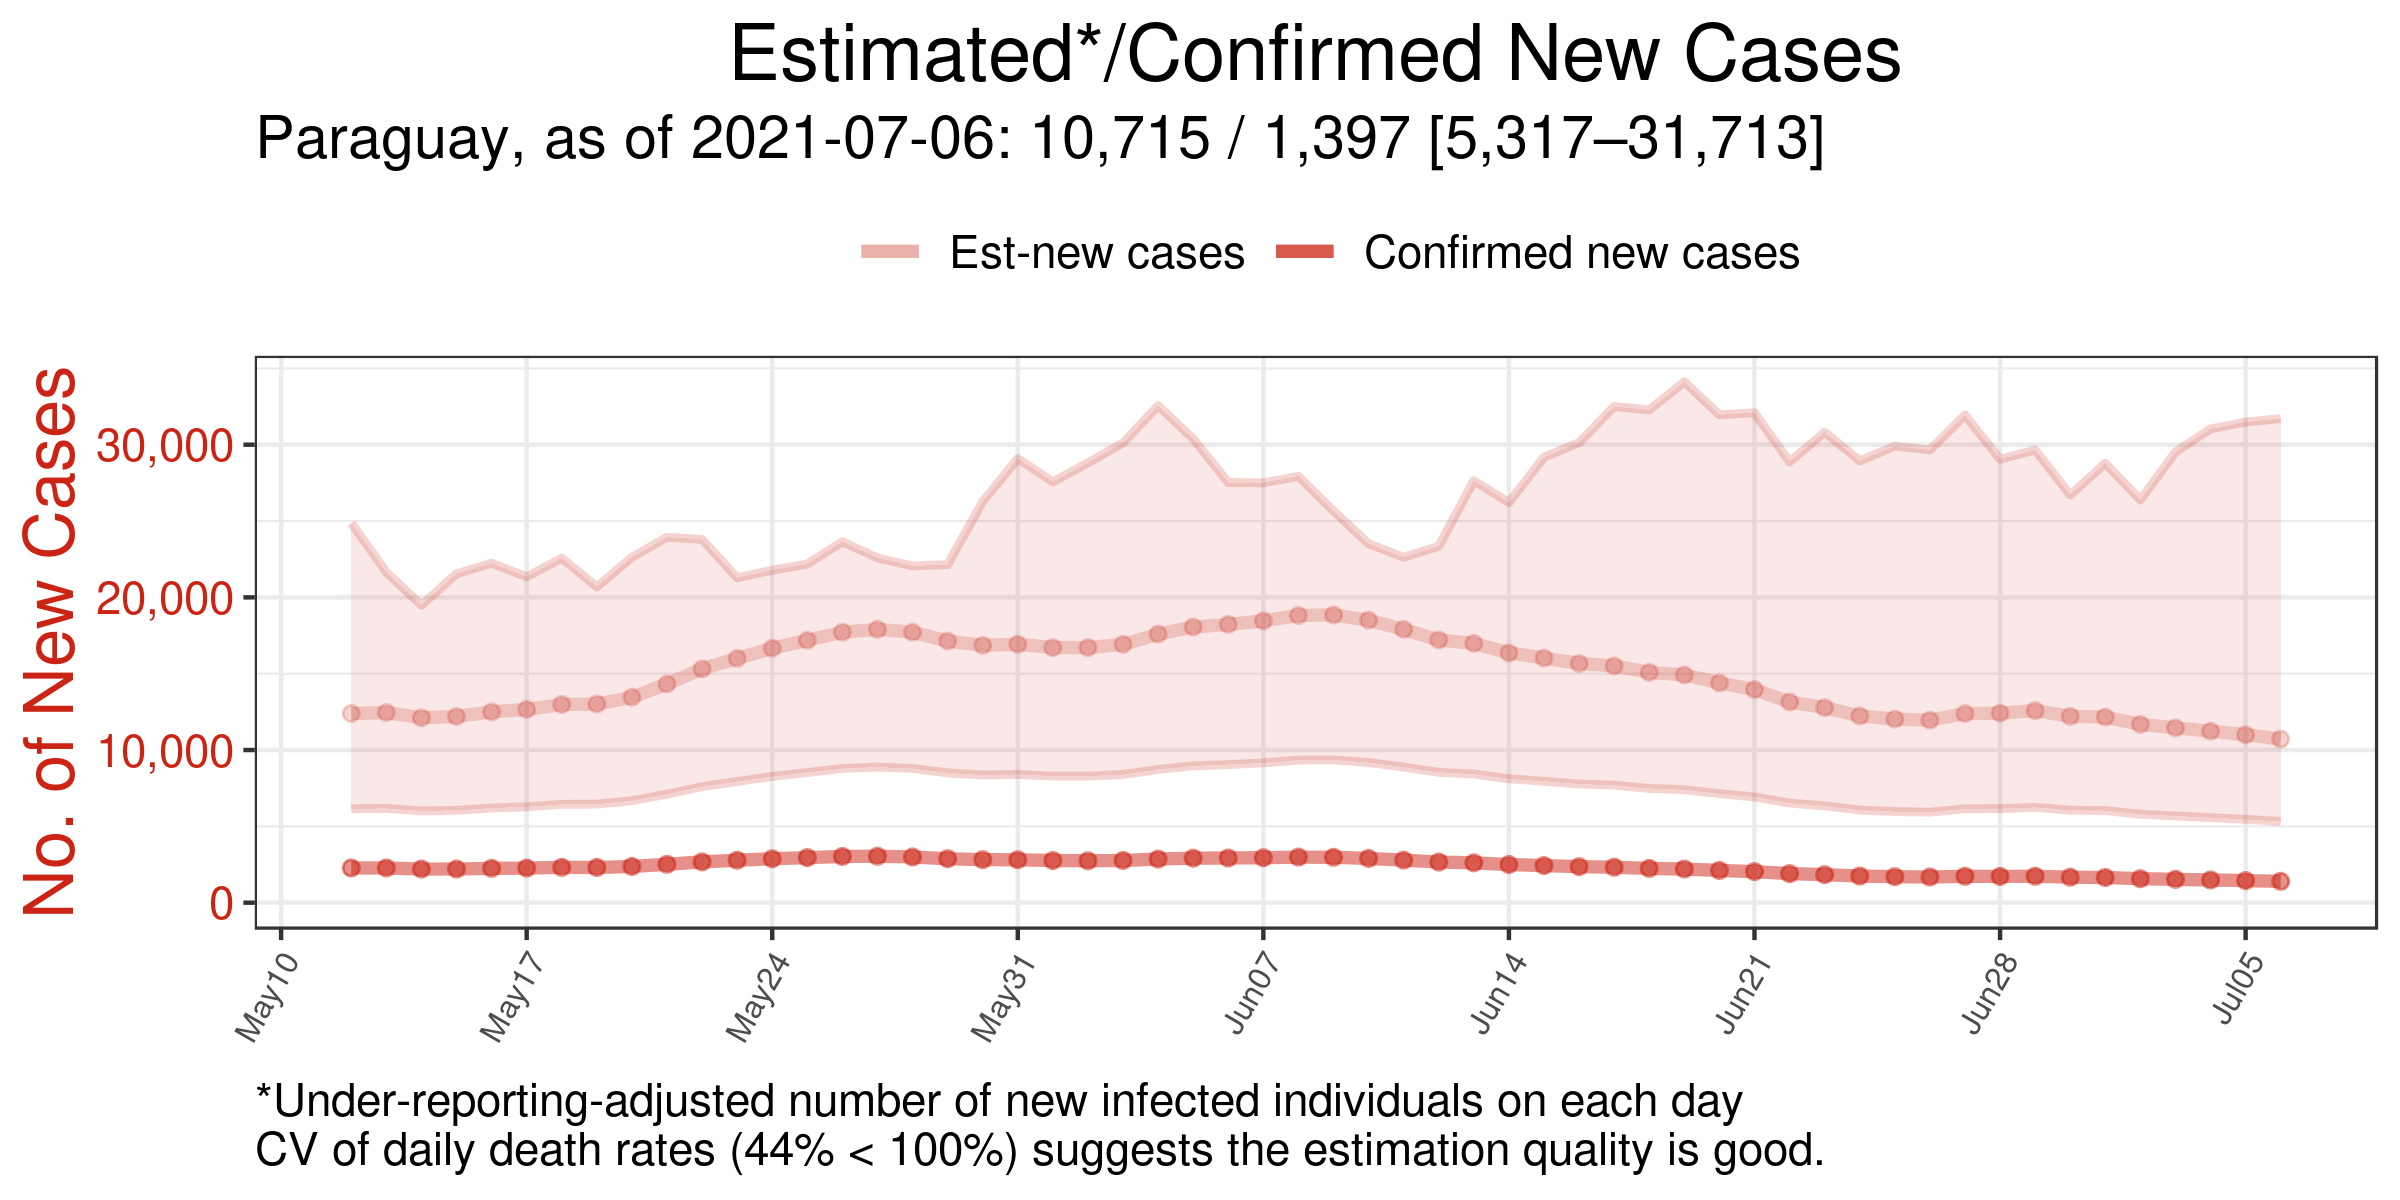 Estimated*/Confirmed New Cases
Paraguay, as of 2021-07-06: 10,715 / 1,397 [5,317–31,713]
Est-new cases Confirmed new cases
No. of New Cases
30,000
20,000
10,000
0
May10 May17 May24 May31 Jun07 Jun14 Jun21 Jun28 Jul05
*Under-reporting-adjusted number of new infected individuals on each day
CV of daily death rates (44% < 100%) suggests the estimation quality is good.